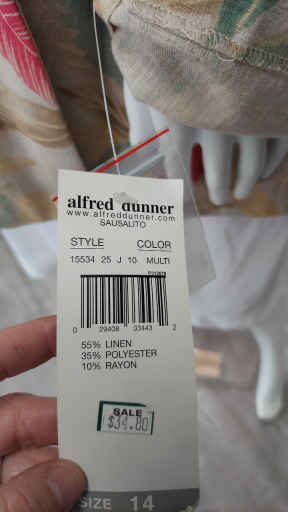 alfred dunner
www.alfreddunner.com
SAUSALITO
STYLE COLOR
15534 25 J 10 MULTI
0 29408 33443 2
55% LINEN
35% POLYESTER
10% RAYON
SALE
$34.80
SIZE 14